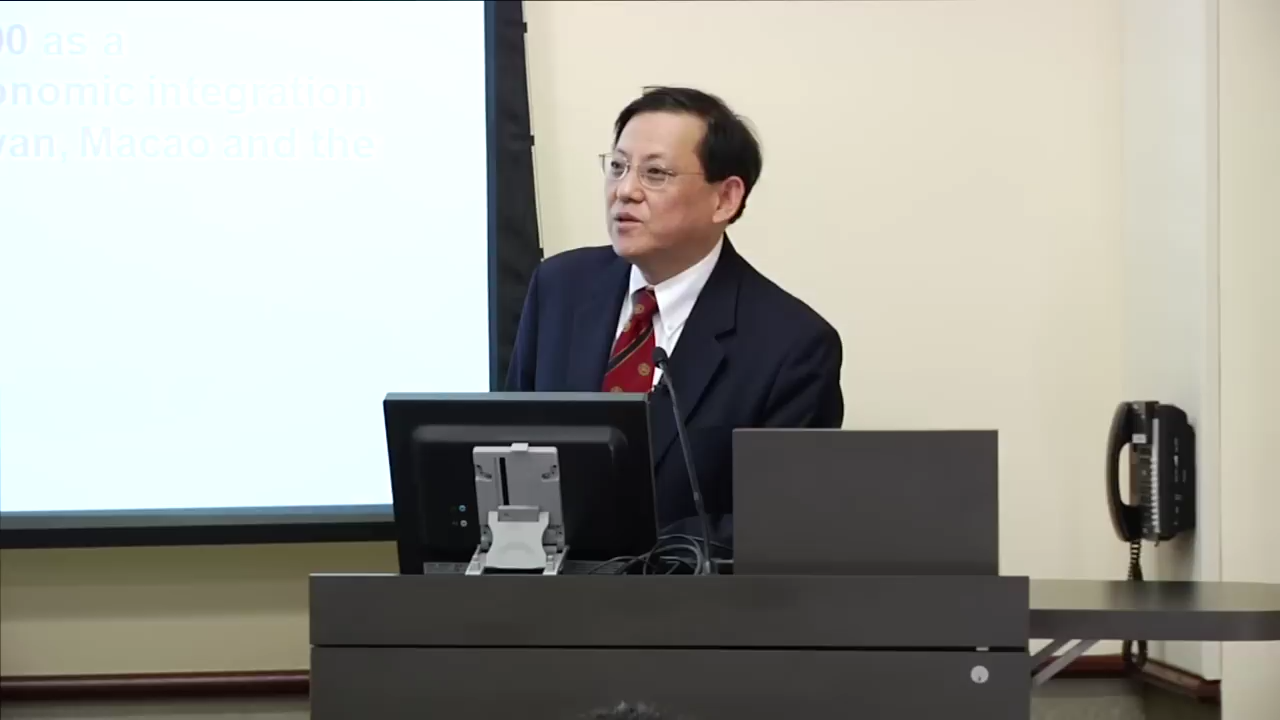 00 as a
onomic integration
wan, Macao and the